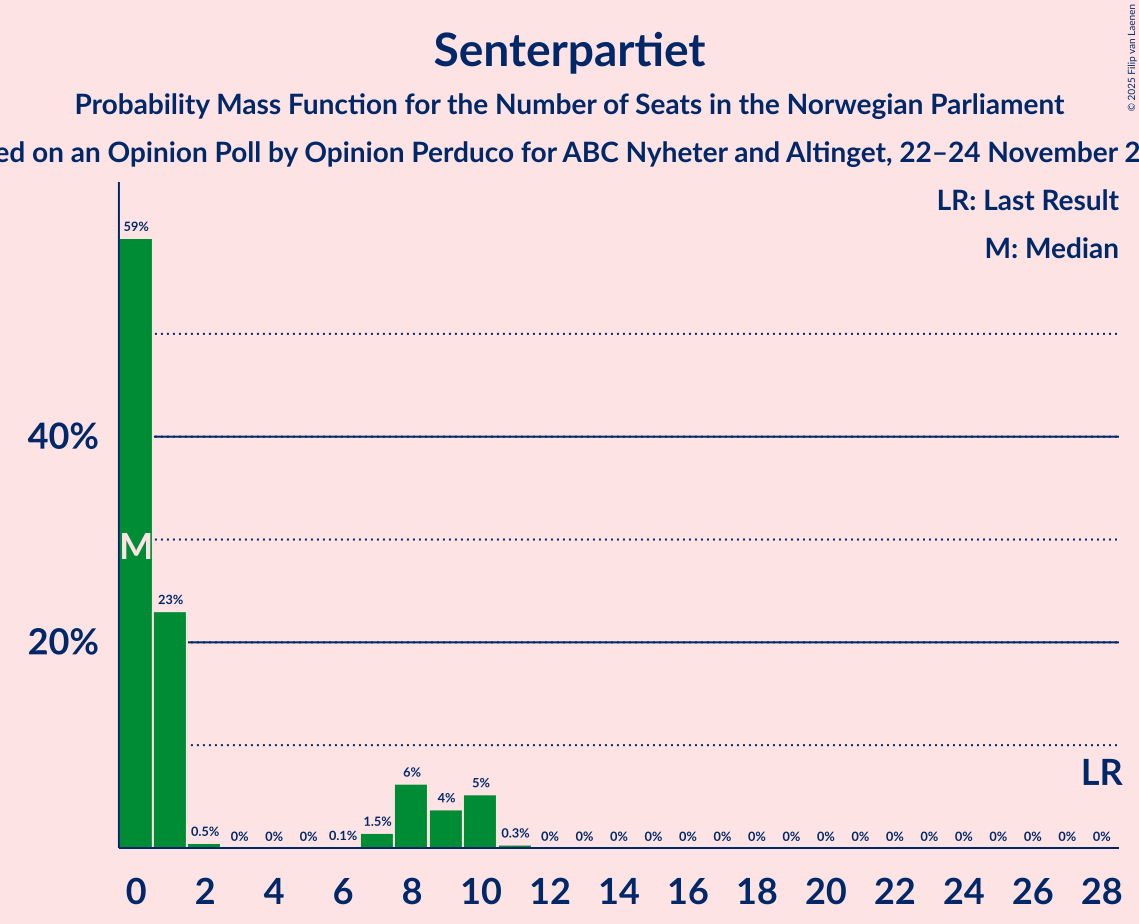 Senterpartiet
Probability Mass Function for the Number of Seats in the Norwegian Parliament
on an Opinion Poll by Opinion Perduco for ABC Nyheter and Altinget, 22–24 November
© 2025 Filip van Laenen
LR: Last Result
M: Median
59%
40%
M
23%
20%
LR
6%
5%
4%
1.5%
0.5% 0% 0% 0% 0.1% 0.3% 0% 0% 0% 0% 0% 0% 0% 0% 0% 0% 0% 0% 0% 0% 0% 0% 0%
0 2 4 6 8 10 12 14 16 18 20 22 24 26 28